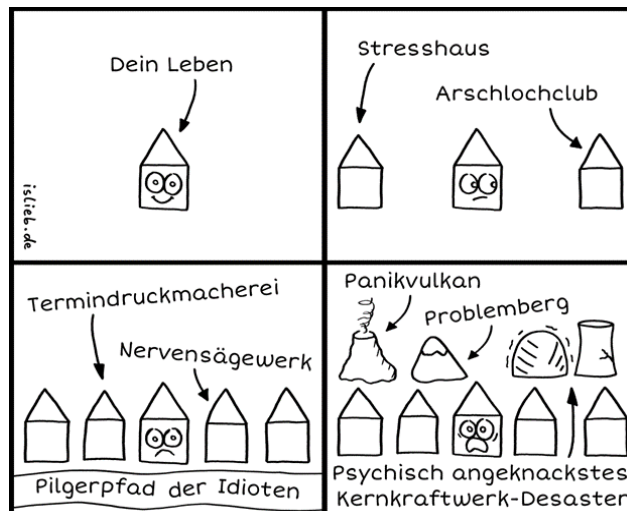 Dein Leben
islieb.de
Stresshaus
Arschlochclub
Termindruckmacherei
Nervensägewerk
Pilgerpfad der Idioten
Panikvulkan
Problemberg
Psychisch angeknackstes
Kernkraftwerk-Desaster